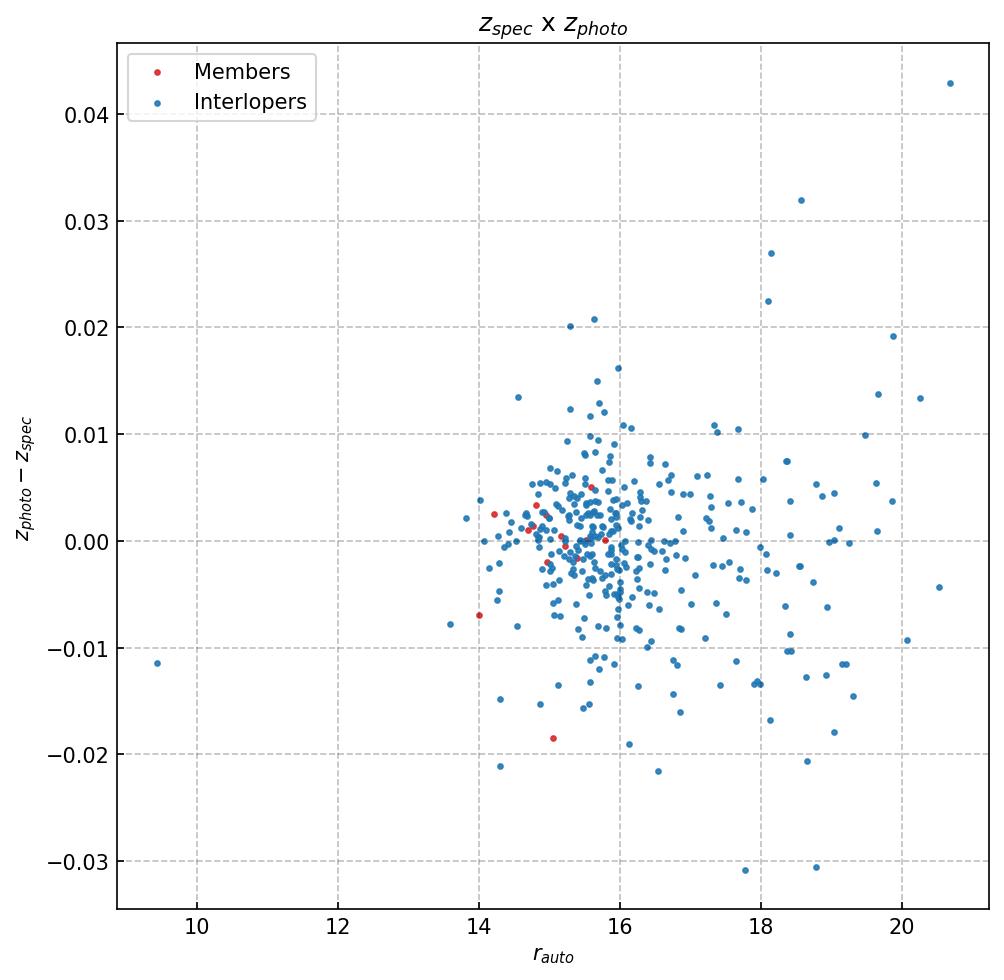 z_spec x z_photo
Members
Interlopers
0.04
0.03
0.02
0.01
0.00
−0.01
−0.02
−0.03
z_photo − z_spec
10 12 14 16 18 20
r_auto